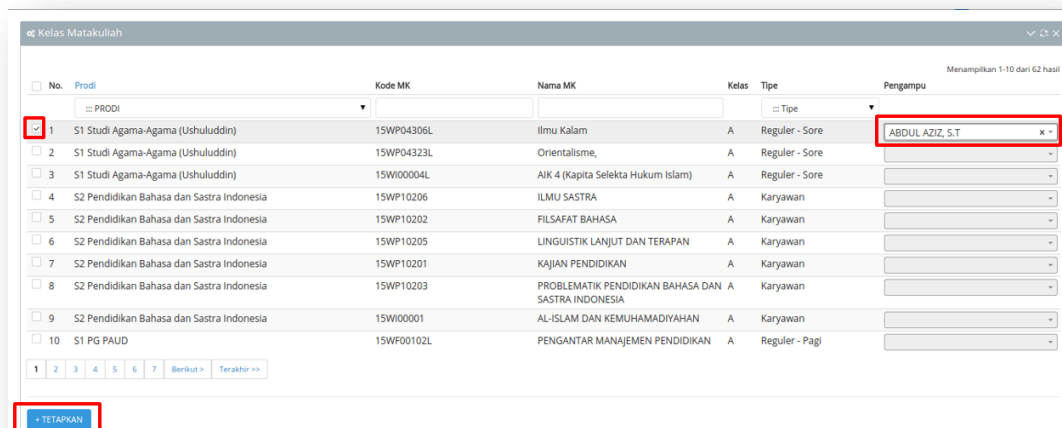 Kelas Matakuliah
Menampilkan 1-10 dari 62 hasil
No. Prodi Kode MK Nama MK Kelas Tipe Pengampu
::: PRODI ::: Tipe
1 S1 Studi Agama-Agama (Ushuluddin) 15WP04306L Ilmu Kalam A Reguler - Sore ABDUL AZIZ, S.T
2 S1 Studi Agama-Agama (Ushuluddin) 15WP04323L Orientalisme, A Reguler - Sore
3 S1 Studi Agama-Agama (Ushuluddin) 15WI00004L AIK 4 (Kapita Selekta Hukum Islam) A Reguler - Sore
4 S2 Pendidikan Bahasa dan Sastra Indonesia 15WP10206 ILMU SASTRA A Karyawan
5 S2 Pendidikan Bahasa dan Sastra Indonesia 15WP10202 FILSAFAT BAHASA A Karyawan
6 S2 Pendidikan Bahasa dan Sastra Indonesia 15WP10205 LINGUISTIK LANJUT DAN TERAPAN A Karyawan
7 S2 Pendidikan Bahasa dan Sastra Indonesia 15WP10201 KAJIAN PENDIDIKAN A Karyawan
8 S2 Pendidikan Bahasa dan Sastra Indonesia 15WP10203 PROBLEMATIK PENDIDIKAN BAHASA DAN A Karyawan
SASTRA INDONESIA
9 S2 Pendidikan Bahasa dan Sastra Indonesia 15WI00001 AL-ISLAM DAN KEMUHAMADIYAHAN A Karyawan
10 S1 PG PAUD 15WF00102L PENGANTAR MANAJEMEN PENDIDIKAN A Reguler - Pagi
1 2 3 4 5 6 7 Berikut > Terakhir >>
+ TETAPKAN